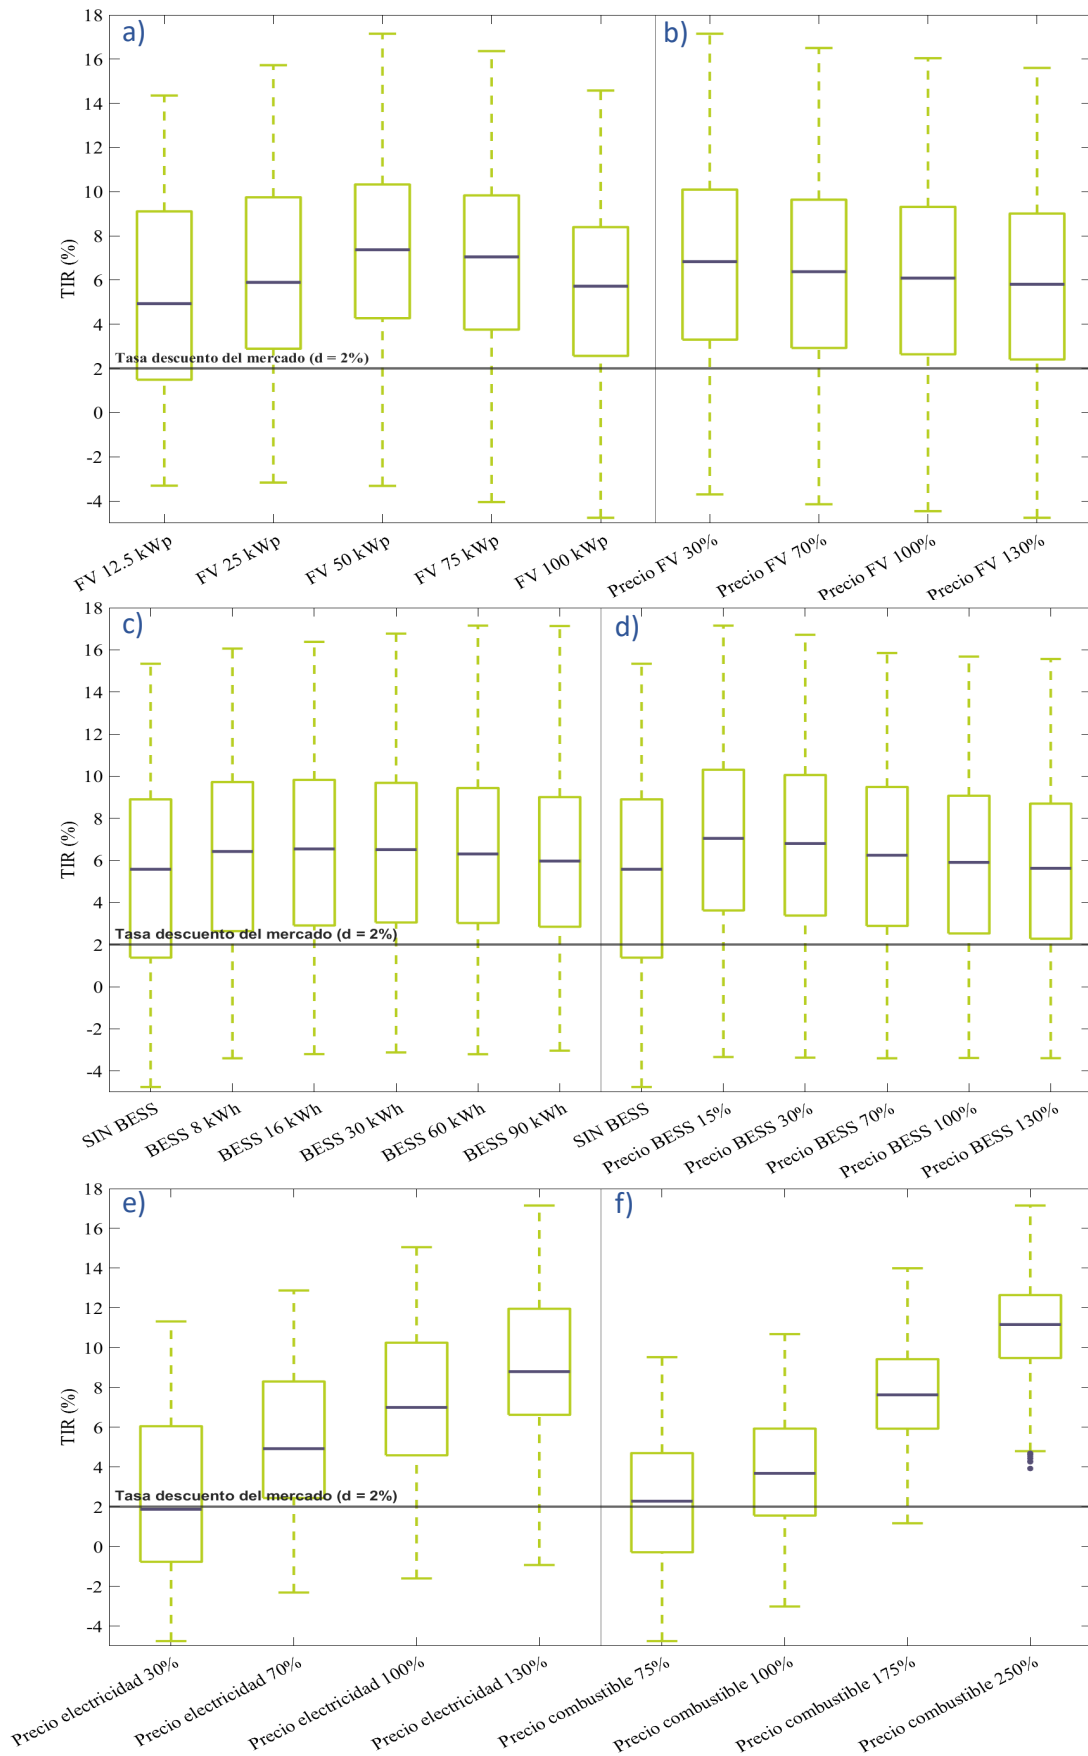 a)
b)
18
16
14
12
10
8
6
4
2
0
-2
-4
TIR (%)
Tasa descuento del mercado (d = 2%)
FV 12.5 kWp
FV 25 kWp
FV 50 kWp
FV 75 kWp
FV 100 kWp
Precio FV 30%
Precio FV 70%
Precio FV 100%
Precio FV 130%
c)
d)
18
16
14
12
10
8
6
4
2
0
-2
-4
TIR (%)
Tasa descuento del mercado (d = 2%)
SIN BESS
BESS 8 kWh
BESS 16 kWh
BESS 30 kWh
BESS 60 kWh
BESS 90 kWh
SIN BESS
Precio BESS 15%
Precio BESS 30%
Precio BESS 70%
Precio BESS 100%
Precio BESS 130%
e)
f)
18
16
14
12
10
8
6
4
2
0
-2
-4
TIR (%)
Tasa descuento del mercado (d = 2%)
Precio electricidad 30%
Precio electricidad 70%
Precio electricidad 100%
Precio electricidad 130%
Precio combustible 75%
Precio combustible 100%
Precio combustible 175%
Precio combustible 250%